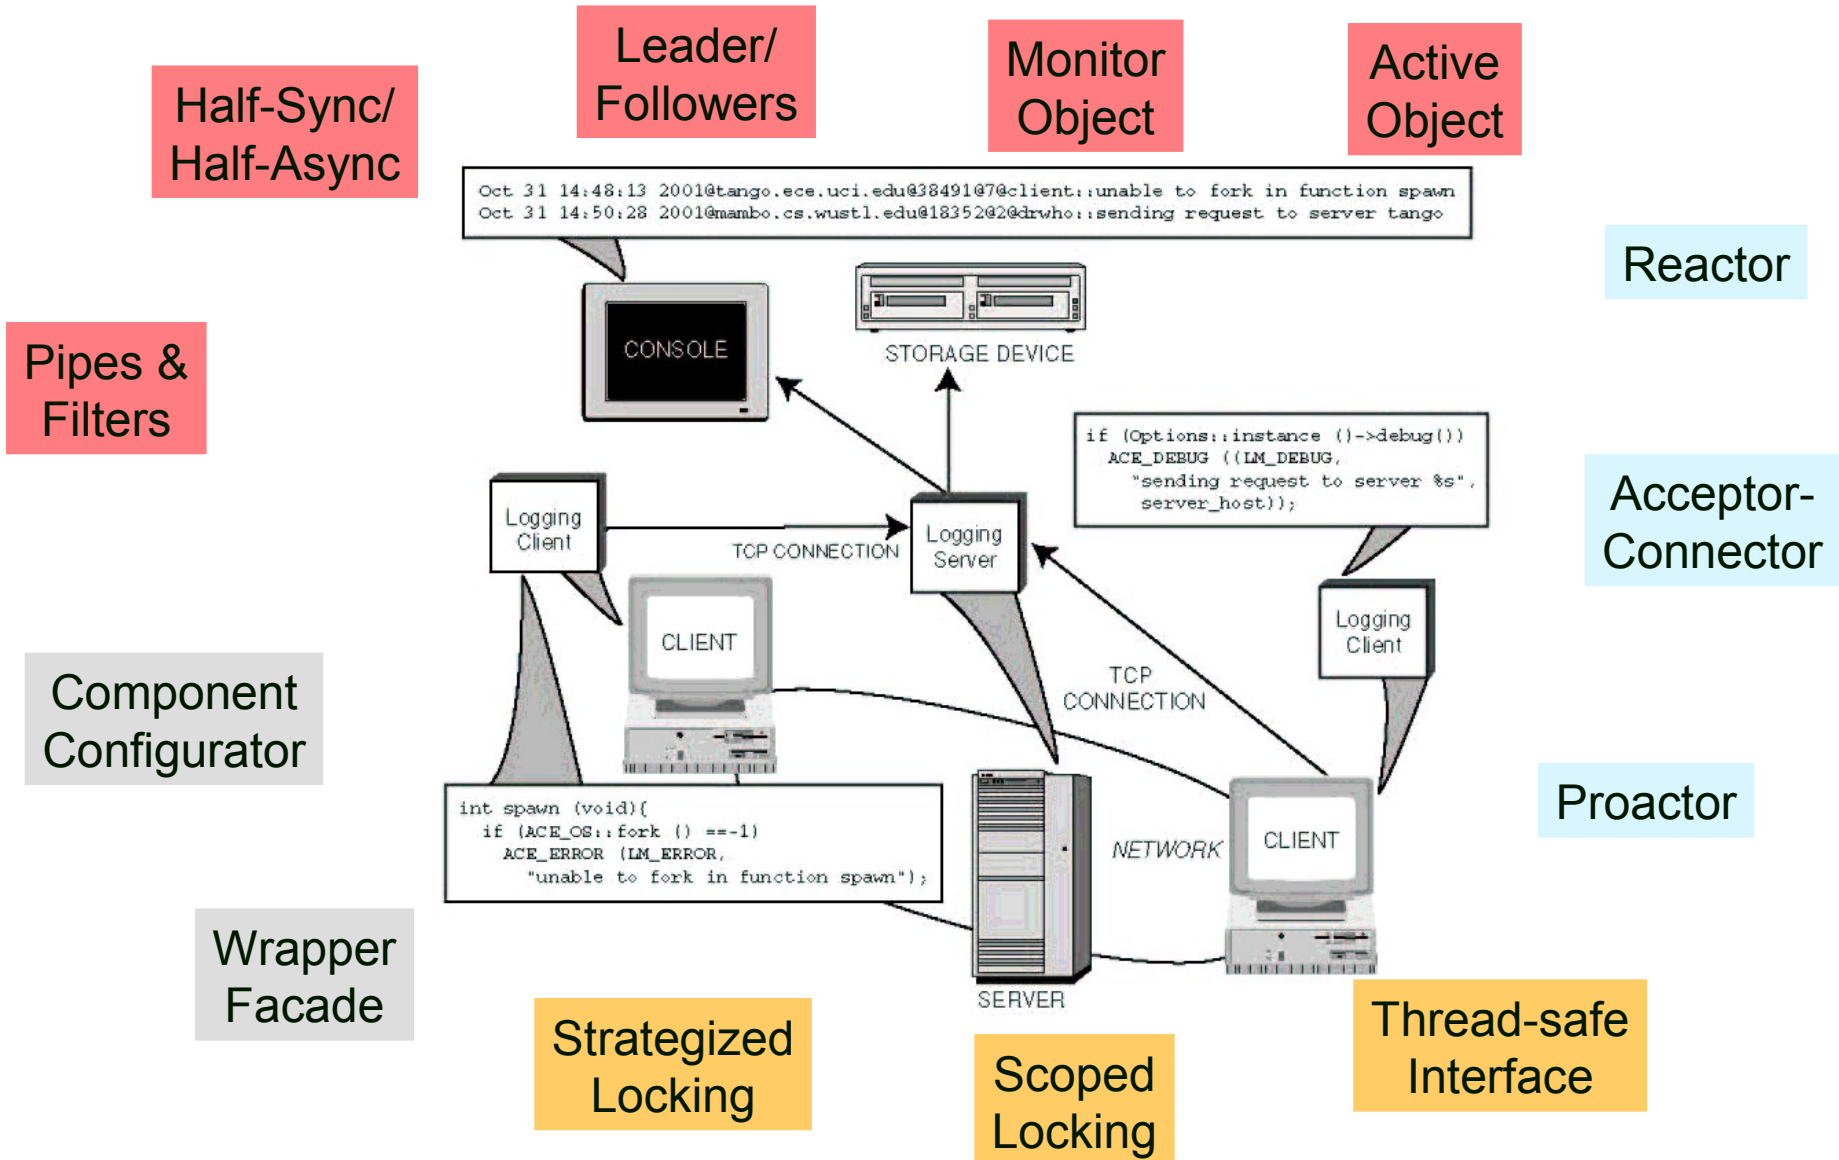 Leader/
Followers
Monitor
Object
Active
Object
Half-Sync/
Half-Async
Oct 31 14:48:13 2001@tango.ece.uci.edu@38491@7@client::unable to fork in function spawn
Oct 31 14:50:28 2001@mambo.cs.wustl.edu@18352@2@drwho::sending request to server tango
Reactor
Pipes &
Filters
CONSOLE
STORAGE DEVICE
if (Options::instance ()->debug())
ACE_DEBUG ((LM_DEBUG,
"sending request to server %s",
server_host));
Acceptor-
Connector
Logging
Client
TCP CONNECTION
Logging
Server
Logging
Client
CLIENT
TCP
CONNECTION
Component
Configurator
int spawn (void){
if (ACE_OS::fork () ==-1)
ACE_ERROR (LM_ERROR,
"unable to fork in function spawn");
NETWORK
CLIENT
Proactor
Wrapper
Facade
SERVER
Strategized
Locking
Scoped
Locking
Thread-safe
Interface